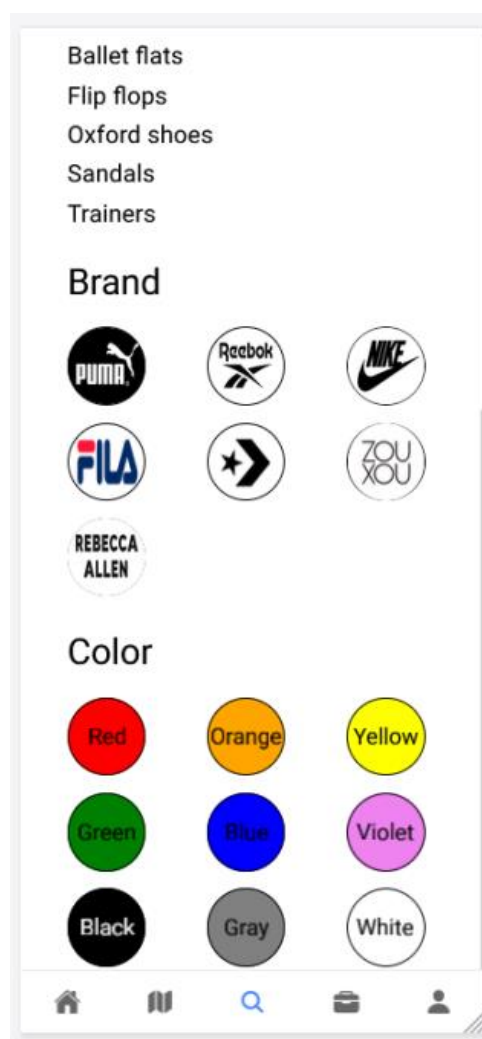 Ballet flats
Flip flops
Oxford shoes
Sandals
Trainers
Brand
PUMA
Reebok
NIKE
FILA
ZOU
XOU
REBECCA
ALLEN
Color
Red
Orange
Yellow
Green
Blue
Violet
Black
Gray
White